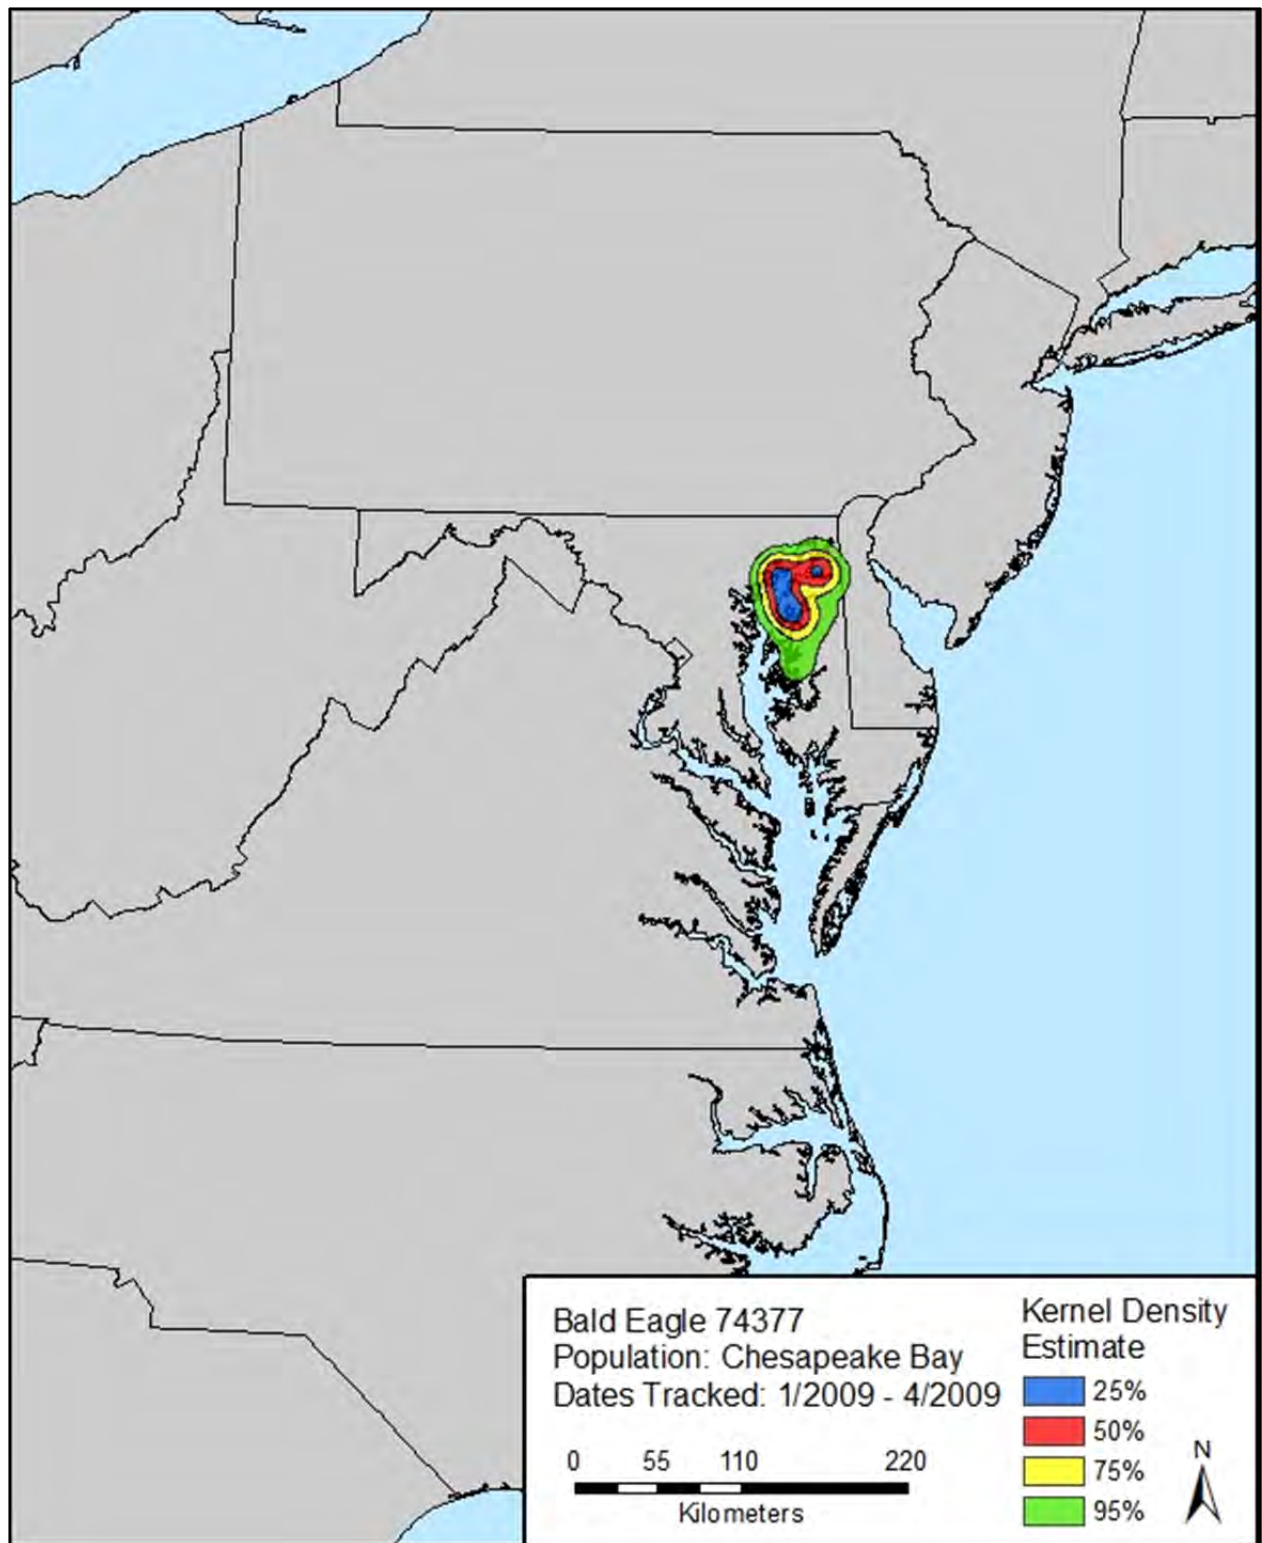 Bald Eagle 74377
Population: Chesapeake Bay
Dates Tracked: 1/2009 - 4/2009
0 55 110 220
Kilometers
Kernel Density
Estimate
25%
50%
75%
95%
N